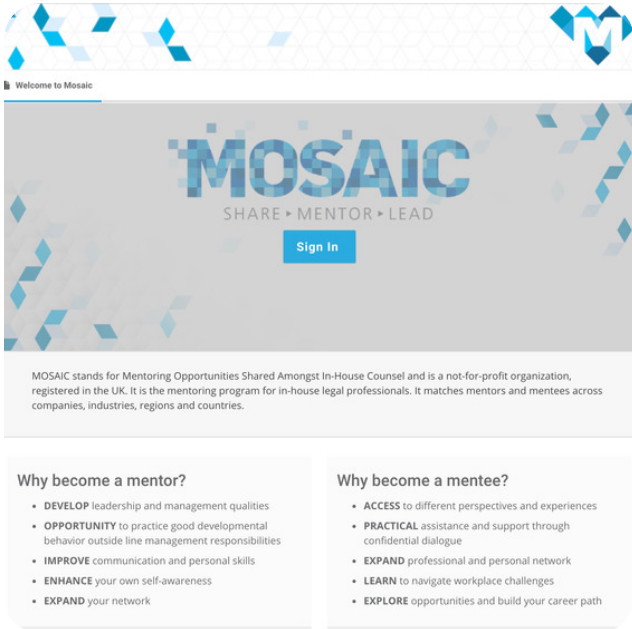 M
Welcome to Mosaic
MOSAIC
SHARE ▸ MENTOR ▸ LEAD
Sign In
MOSAIC stands for Mentoring Opportunities Shared Amongst In-House Counsel and is a not-for-profit organization,
registered in the UK. It is the mentoring program for in-house legal professionals. It matches mentors and mentees across
companies, industries, regions and countries.
Why become a mentor?
• DEVELOP leadership and management qualities
• OPPORTUNITY to practice good developmental
behavior outside line management responsibilities
• IMPROVE communication and personal skills
• ENHANCE your own self-awareness
• EXPAND your network
Why become a mentee?
• ACCESS to different perspectives and experiences
• PRACTICAL assistance and support through
confidential dialogue
• EXPAND professional and personal network
• LEARN to navigate workplace challenges
• EXPLORE opportunities and build your career path